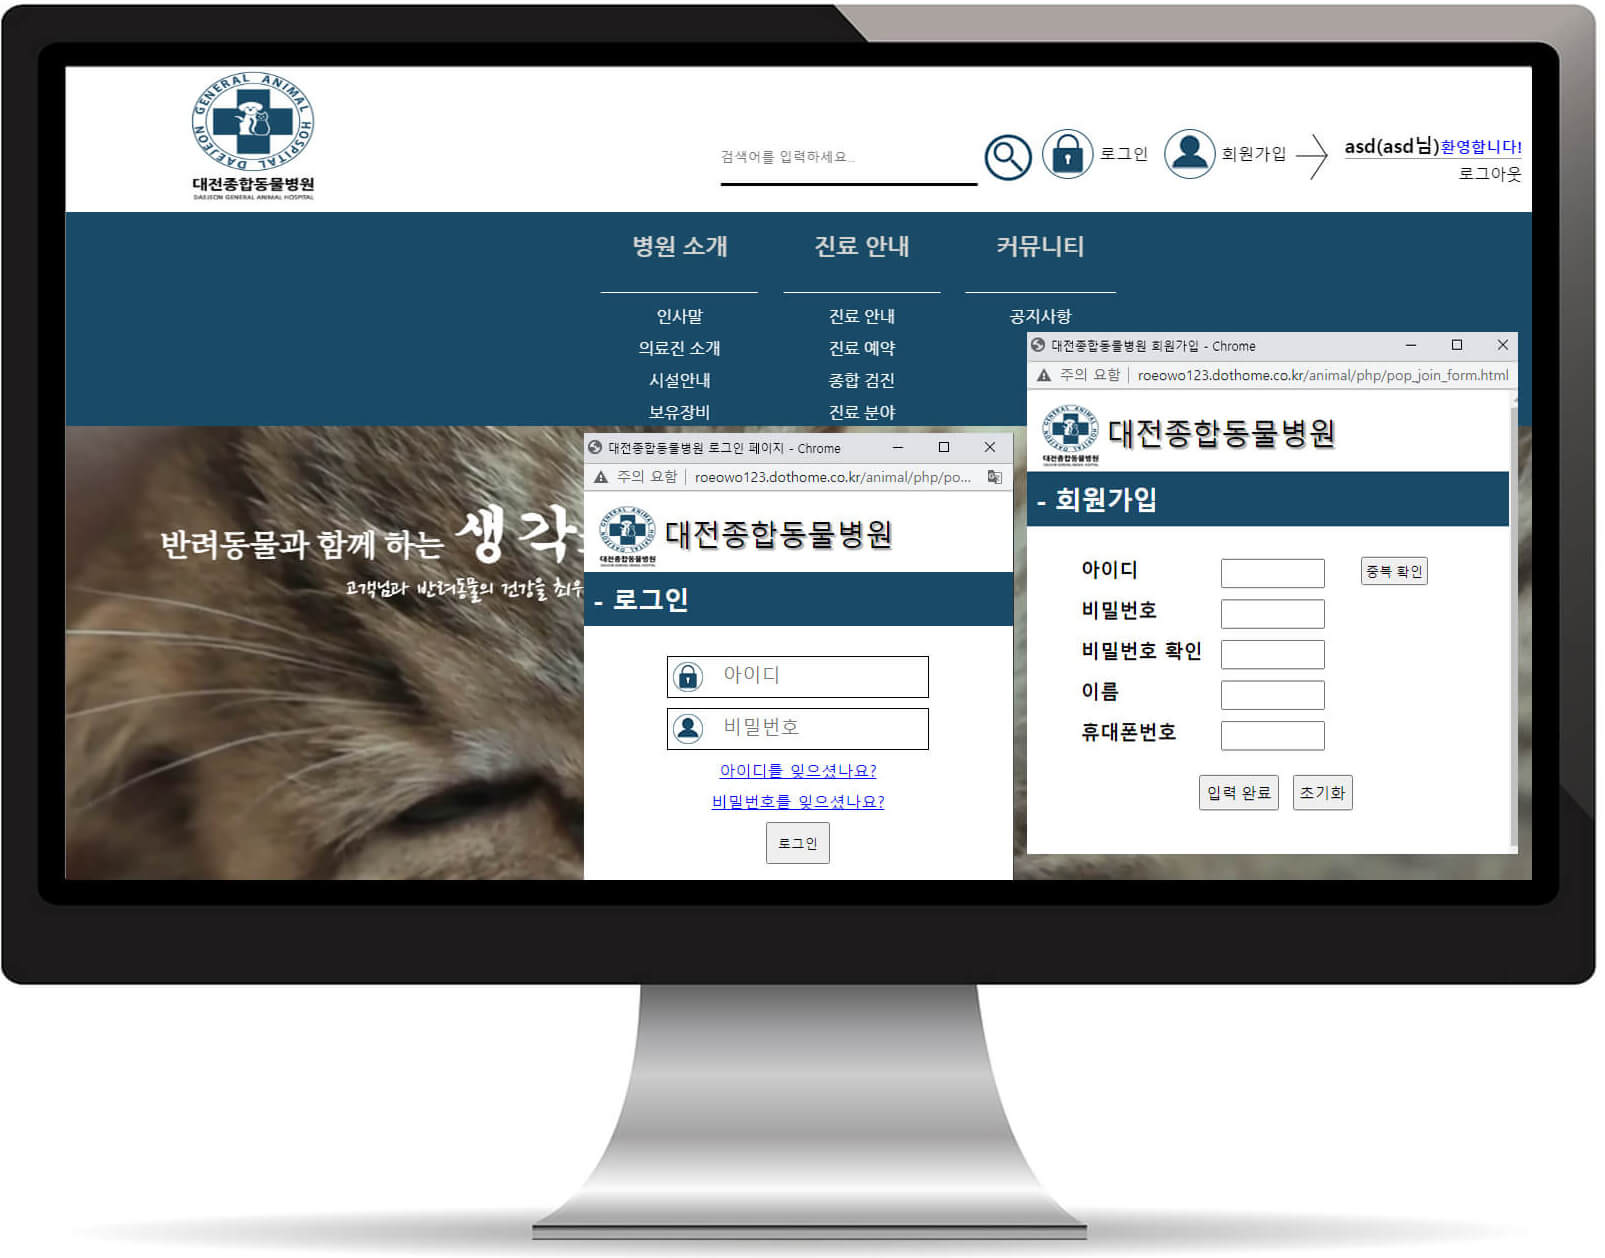 DAEJEON GENERAL ANIMAL HOSPITAL
대전종합동물병원
DAEJEON GENERAL ANIMAL HOSPITAL
검색어를 입력하세요...
로그인
회원가입
asd(asd님)환영합니다!
로그아웃
병원 소개
진료 안내
커뮤니티
인사말
진료 안내
공지사항
의료진 소개
진료 예약
시설안내
종합 검진
보유장비
진료 분야
반려동물과 함께 하는 생각
고객님과 반려동물의 건강을 최우
대전종합동물병원 로그인 페이지 - Chrome
주의 요함 | roeowo123.dothome.co.kr/animal/php/po...
대전종합동물병원
대전종합동물병원
- 로그인
아이디
비밀번호
아이디를 잊으셨나요?
비밀번호를 잊으셨나요?
로그인
대전종합동물병원 회원가입 - Chrome
주의 요함 | roeowo123.dothome.co.kr/animal/php/pop_join_form.html
대전종합동물병원
대전종합동물병원
- 회원가입
아이디
중복 확인
비밀번호
비밀번호 확인
이름
휴대폰번호
입력 완료
초기화